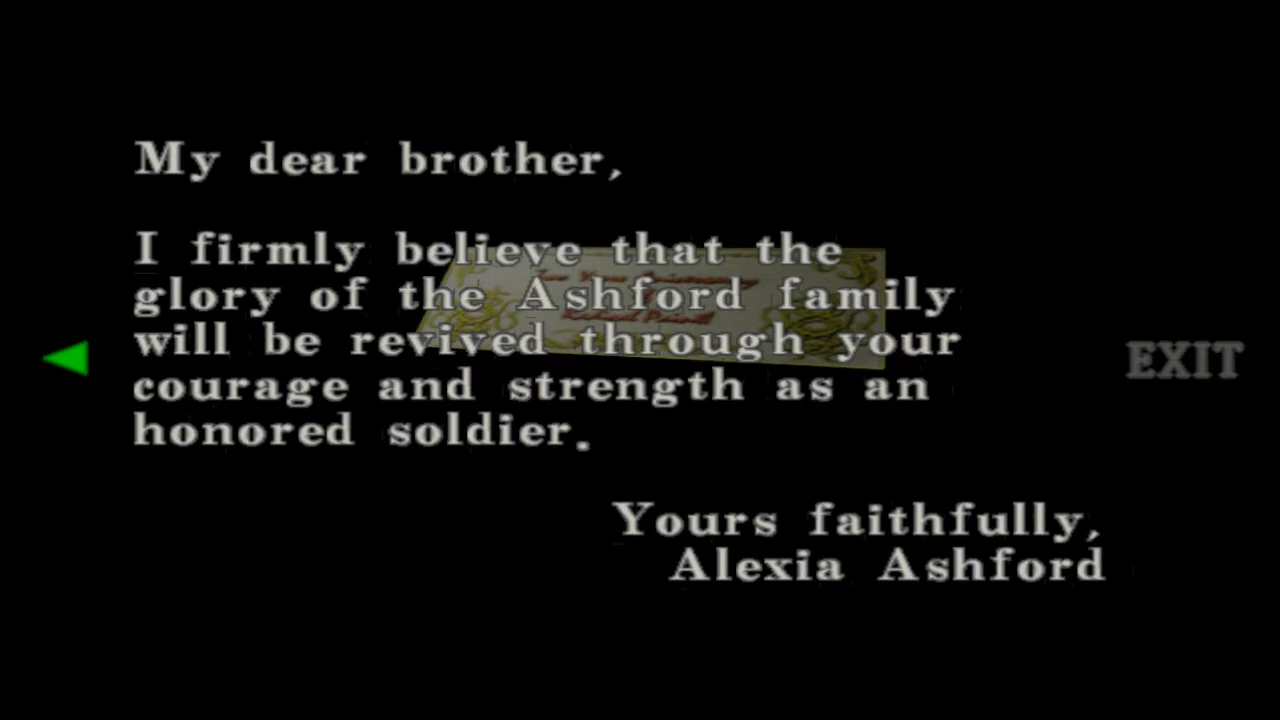 My dear brother,
I firmly believe that the
glory of the Ashford family
will be revived through your
courage and strength as an
honored soldier.
Yours faithfully,
Alexia Ashford
EXIT